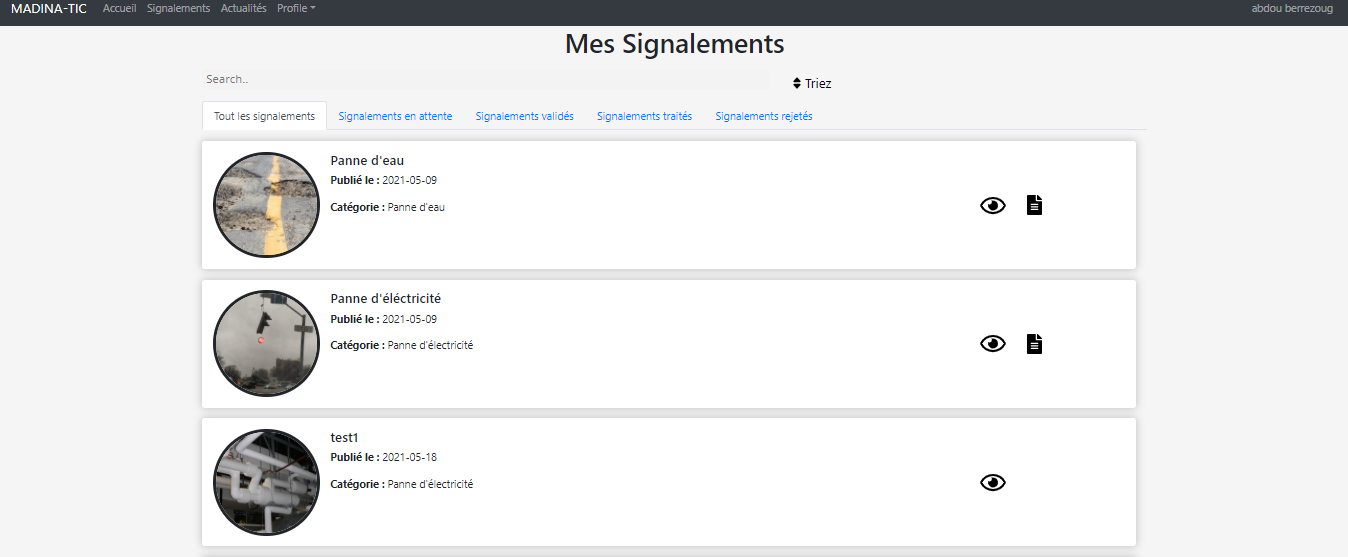 MADINA-TIC Accueil Signalements Actualités Profile abdou berrezoug
Mes Signalements
Search..
Triez
Tout les signalements Signalements en attente Signalements validés Signalements traités Signalements rejetés
Panne d'eau
Publié le : 2021-05-09
Catégorie : Panne d'eau
Panne d'éléctricité
Publié le : 2021-05-09
Catégorie : Panne d'électricité
test1
Publié le : 2021-05-18
Catégorie : Panne d'électricité